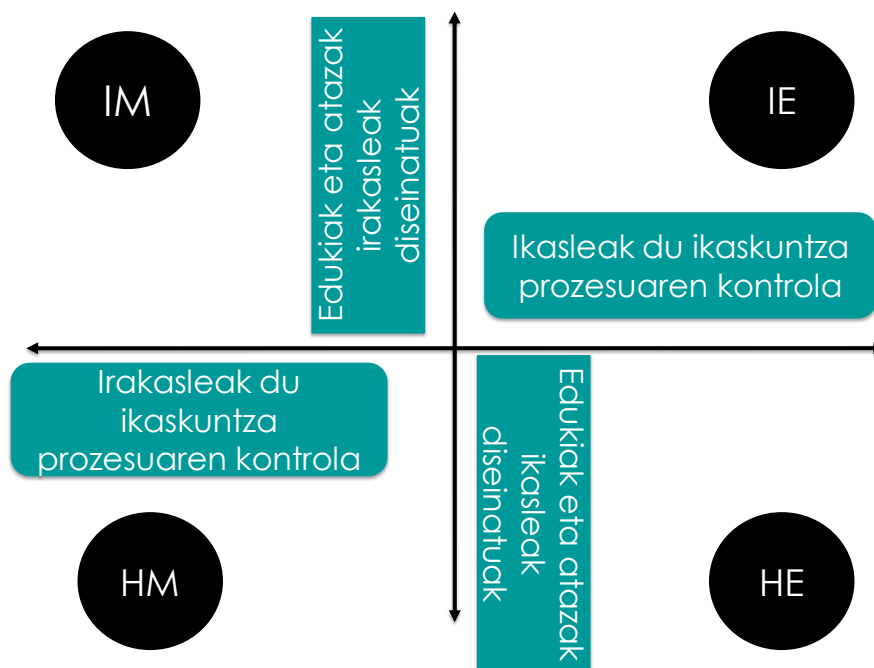 IM
Edukiak eta atazak
irakasleak
diseinatuak
IE
Ikasleak du ikaskuntza
prozesuaren kontrola
Irakasleak du
ikaskuntza
prozesuaren kontrola
Edukiak eta atazak
ikasleak
diseinatuak
HM
HE